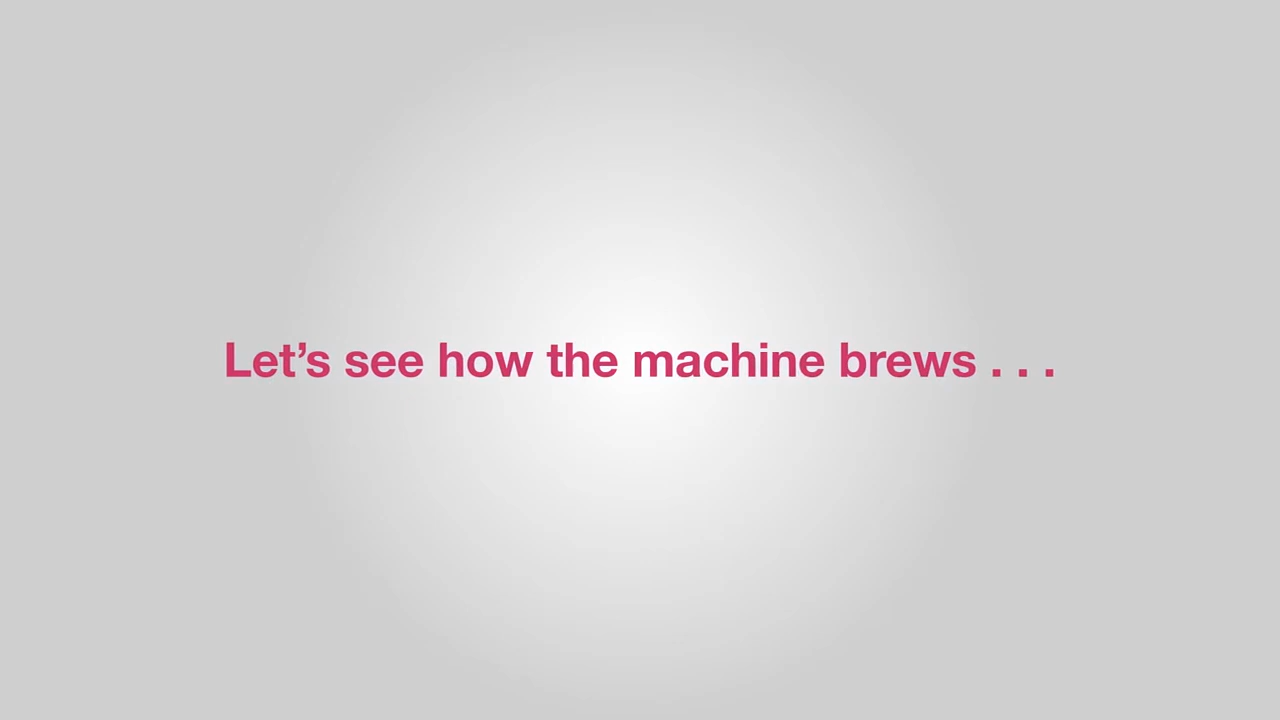 Let’s see how the machine brews . . .